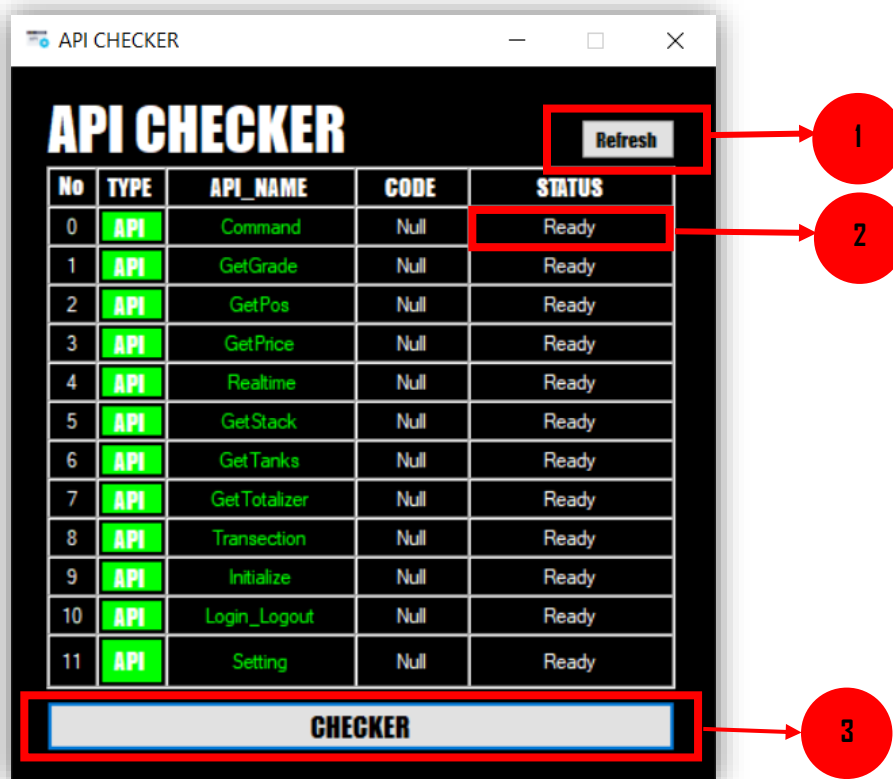 API CHECKER
API CHECKER
Refresh
1
No TYPE API_NAME CODE STATUS
0 API Command Null Ready
2
1 API GetGrade Null Ready
2 API GetPos Null Ready
3 API GetPrice Null Ready
4 API Realtime Null Ready
5 API GetStack Null Ready
6 API GetTanks Null Ready
7 API GetTotalizer Null Ready
8 API Transection Null Ready
9 API Initialize Null Ready
10 API Login_Logout Null Ready
11 API Setting Null Ready
CHECKER
3